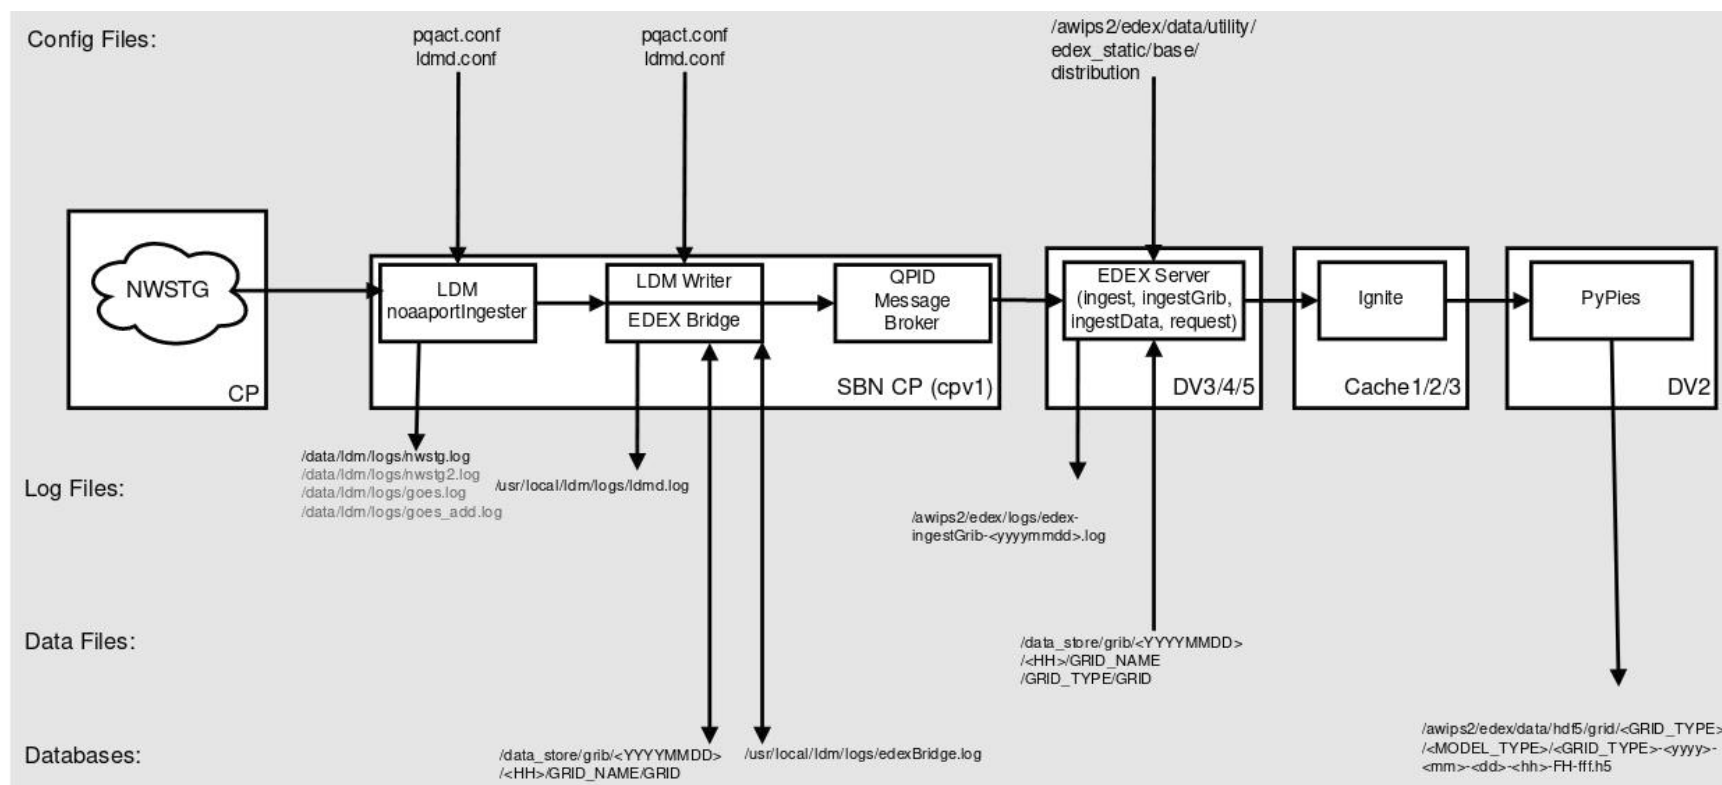 Config Files:
pqact.conf
ldmd.conf
pqact.conf
ldmd.conf
/awips2/edex/data/utility/
edex_static/base/
distribution
NWSTG
CP
LDM
noaaportIngester
LDM Writer
EDEX Bridge
QPID
Message
Broker
SBN CP (cpv1)
EDEX Server
(ingest, ingestGrib,
ingestData, request)
DV3/4/5
Ignite
Cache1/2/3
PyPies
DV2
Log Files:
/data/ldm/logs/nwstg.log
/data/ldm/logs/nwstg2.log
/data/ldm/logs/goes.log
/data/ldm/logs/goes_add.log
/usr/local/ldm/logs/ldmd.log
/awips2/edex/logs/edex-
ingestGrib-<yyyymmdd>.log
Data Files:
/data_store/grib/<YYYYMMDD>
/<HH>/GRID_NAME
/GRID_TYPE/GRID
Databases:
/data_store/grib/<YYYYMMDD>
/<HH>/GRID_NAME/GRID
/usr/local/ldm/logs/edexBridge.log
/awips2/edex/data/hdf5/grid/<GRID_TYPE>
/<MODEL_TYPE>/<GRID_TYPE>-<yyyy>-
<mm>-<dd>-<hh>-FH-fff.h5